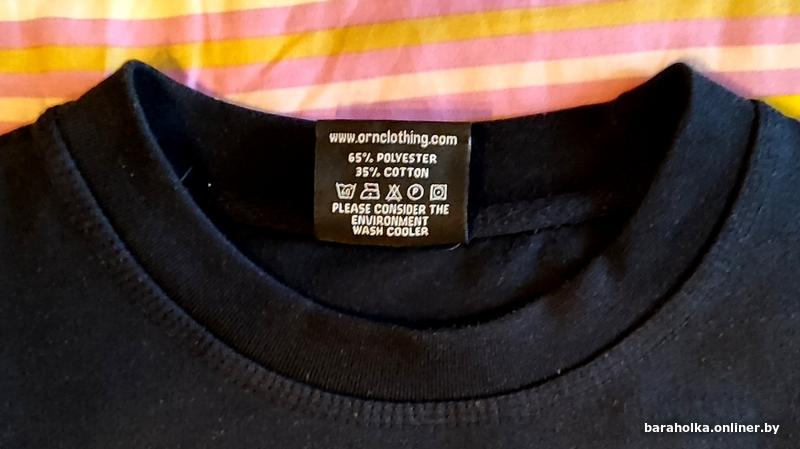 www.ornclothing.com
65% POLYESTER
35% COTTON
PLEASE CONSIDER THE
ENVIRONMENT
WASH COOLER
baraholka.onliner.by